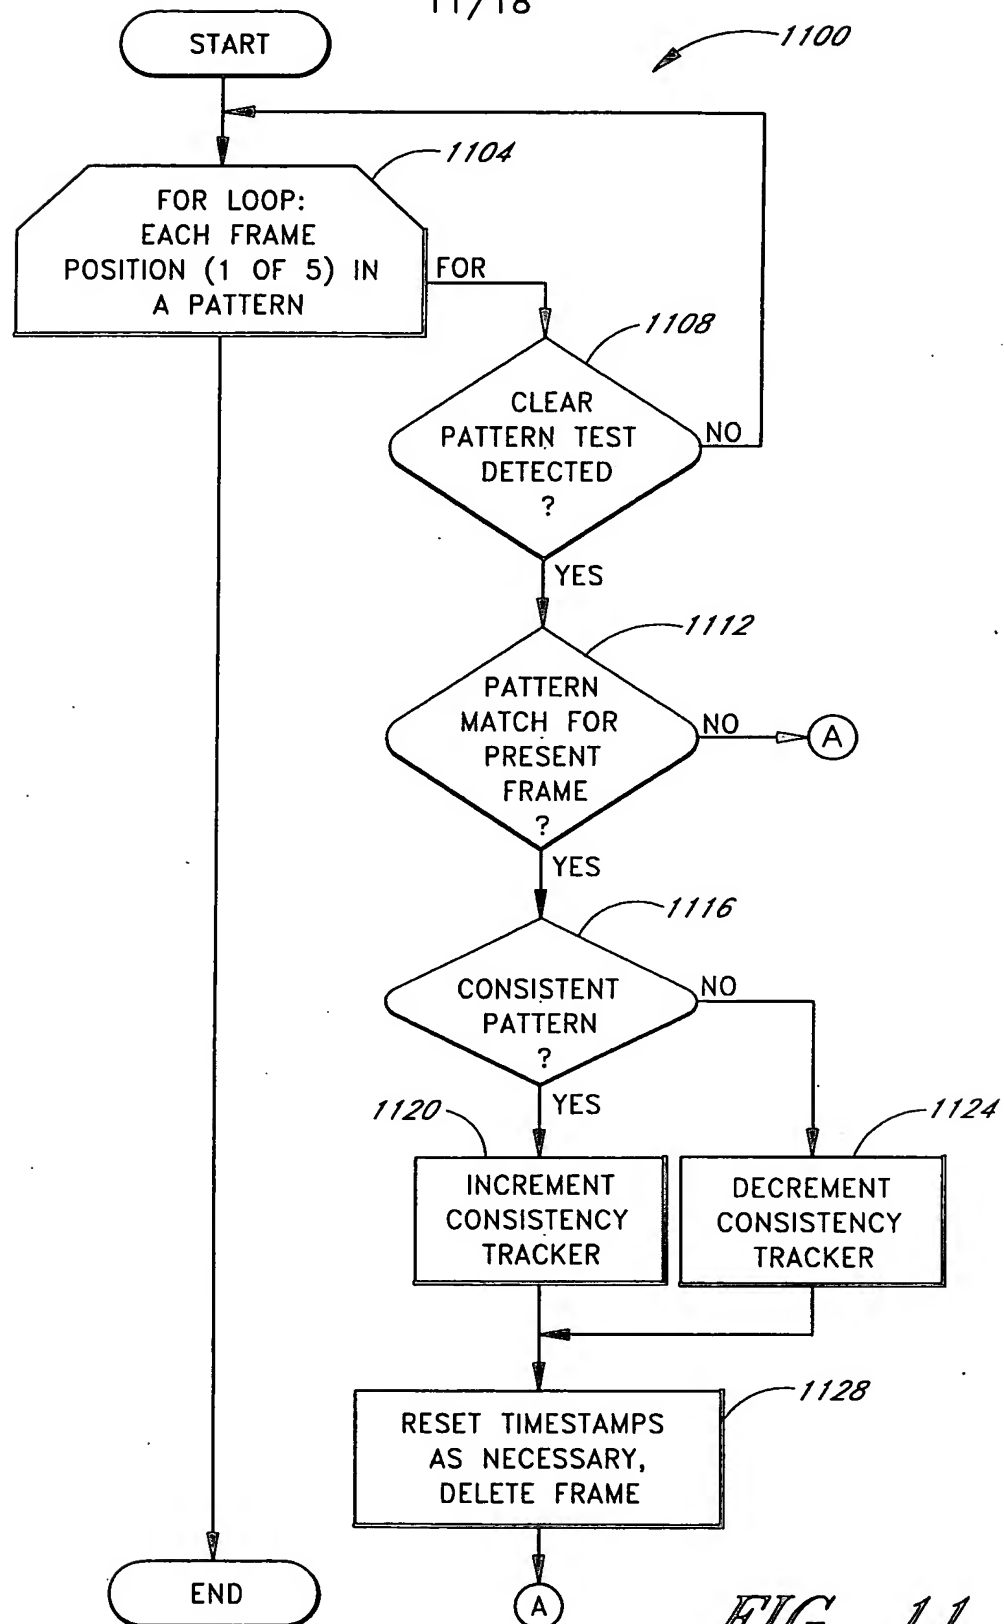 11/18
START
1100
1104
FOR LOOP:
EACH FRAME
POSITION (1 OF 5) IN
A PATTERN
FOR
1108
CLEAR
PATTERN TEST
DETECTED
?
NO
YES
1112
PATTERN
MATCH FOR
PRESENT
FRAME
?
NO
A
YES
1116
CONSISTENT
PATTERN
?
NO
YES
1120
INCREMENT
CONSISTENCY
TRACKER
1124
DECREMENT
CONSISTENCY
TRACKER
1128
RESET TIMESTAMPS
AS NECESSARY,
DELETE FRAME
END
A
FIG. 11